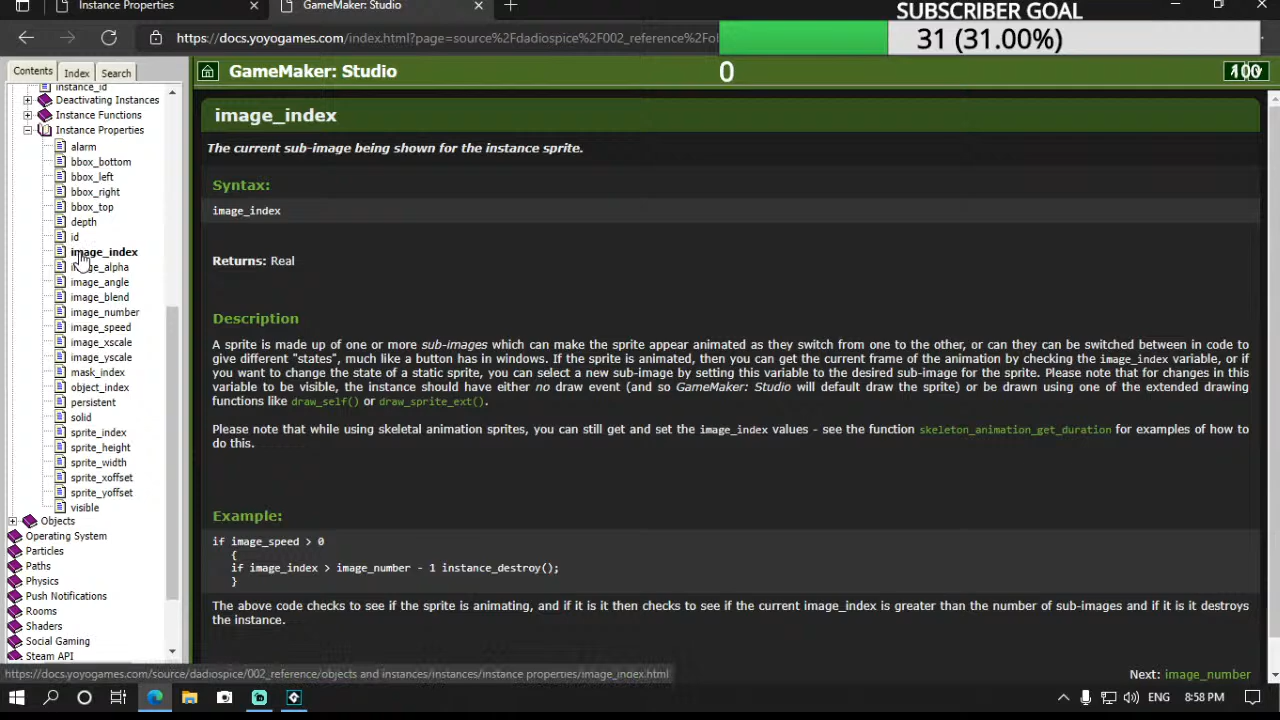 Instance Properties
GameMaker: Studio
https://docs.yoyogames.com/index.html?page=source%2Fdadiospice%2F002_reference%2Fo
SUBSCRIBER GOAL
31 (31.00%)
0
100
Contents
Index
Search
GameMaker: Studio
instance_id
Deactivating Instances
Instance Functions
Instance Properties
alarm
bbox_bottom
bbox_left
bbox_right
bbox_top
depth
id
image_index
image_alpha
image_angle
image_blend
image_number
image_speed
image_xscale
image_yscale
mask_index
object_index
persistent
solid
sprite_index
sprite_height
sprite_width
sprite_xoffset
sprite_yoffset
visible
Objects
Operating System
Particles
Paths
Physics
Push Notifications
Rooms
Shaders
Social Gaming
Steam API
image_index
The current sub-image being shown for the instance sprite.
Syntax:
image_index
Returns: Real
Description
A sprite is made up of one or more sub-images which can make the sprite appear animated as they switch from one to the other, or can they can be switched between in code to
give different "states", much like a button has in windows. If the sprite is animated, then you can get the current frame of the animation by checking the image_index variable, or if
you want to change the state of a static sprite, you can select a new sub-image by setting this variable to the desired sub-image for the sprite. Please note that for changes in this
variable to be visible, the instance should have either no draw event (and so GameMaker: Studio will default draw the sprite) or be drawn using one of the extended drawing
functions like draw_self() or draw_sprite_ext().
Please note that while using skeletal animation sprites, you can still get and set the image_index values - see the function skeleton_animation_get_duration for examples of how to
do this.
Example:
if image_speed > 0
{
if image_index > image_number - 1 instance_destroy();
}
The above code checks to see if the sprite is animating, and if it is it then checks to see if the current image_index is greater than the number of sub-images and if it is it destroys
the instance.
Next: image_number
https://docs.yoyogames.com/source/dadiospice/002_reference/objects and instances/instances/instance properties/image_index.html
ENG
8:58 PM